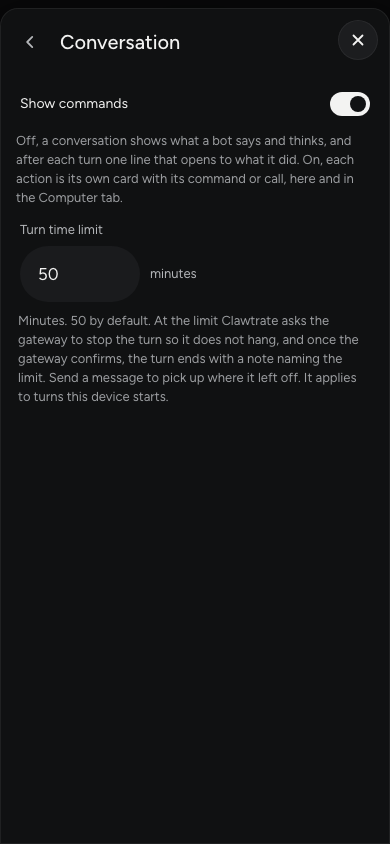 Conversation
Show commands
Off, a conversation shows what a bot says and thinks, and
after each turn one line that opens to what it did. On, each
action is its own card with its command or call, here and in
the Computer tab.
Turn time limit
50 minutes
Minutes. 50 by default. At the limit Clawtrate asks the
gateway to stop the turn so it does not hang, and once the
gateway confirms, the turn ends with a note naming the
limit. Send a message to pick up where it left off. It applies
to turns this device starts.